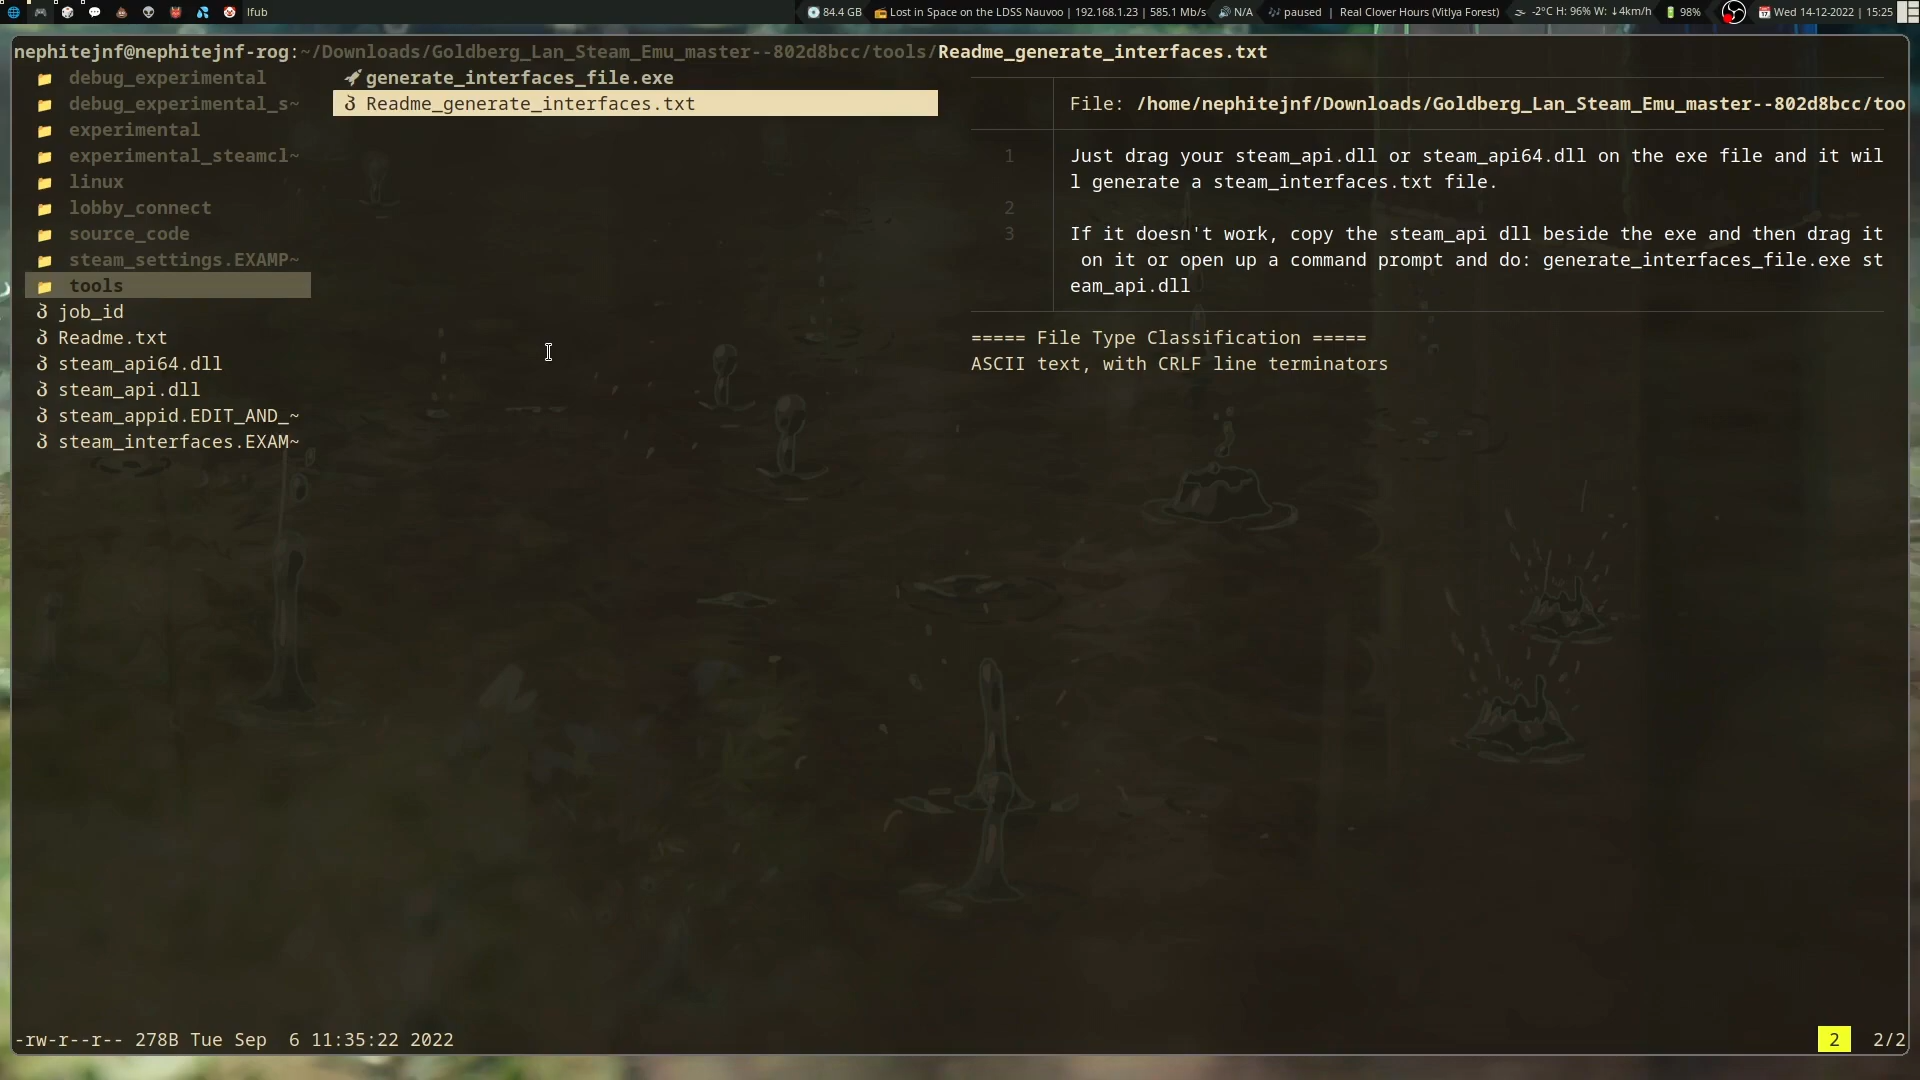 lfub
84.4 GB
Lost in Space on the LDSS Nauvoo | 192.168.1.23 | 585.1 Mb/s
N/A
paused | Real Clover Hours (Vitlya Forest)
-2°C H: 96% W: ↓4km/h
98%
Wed 14-12-2022 | 15:25
nephitejnf@nephitejnf-rog:~/Downloads/Goldberg_Lan_Steam_Emu_master--802d8bcc/tools/Readme_generate_interfaces.txt
debug_experimental
debug_experimental_s~
experimental
experimental_steamcl~
linux
lobby_connect
source_code
steam_settings.EXAMP~
tools
job_id
Readme.txt
steam_api64.dll
steam_api.dll
steam_appid.EDIT_AND_~
steam_interfaces.EXAM~
generate_interfaces_file.exe
Readme_generate_interfaces.txt
File: /home/nephitejnf/Downloads/Goldberg_Lan_Steam_Emu_master--802d8bcc/too
1 Just drag your steam_api.dll or steam_api64.dll on the exe file and it wil
l generate a steam_interfaces.txt file.
2
3 If it doesn't work, copy the steam_api dll beside the exe and then drag it
on it or open up a command prompt and do: generate_interfaces_file.exe st
eam_api.dll
===== File Type Classification =====
ASCII text, with CRLF line terminators
-rw-r--r-- 278B Tue Sep  6 11:35:22 2022
2 2/2